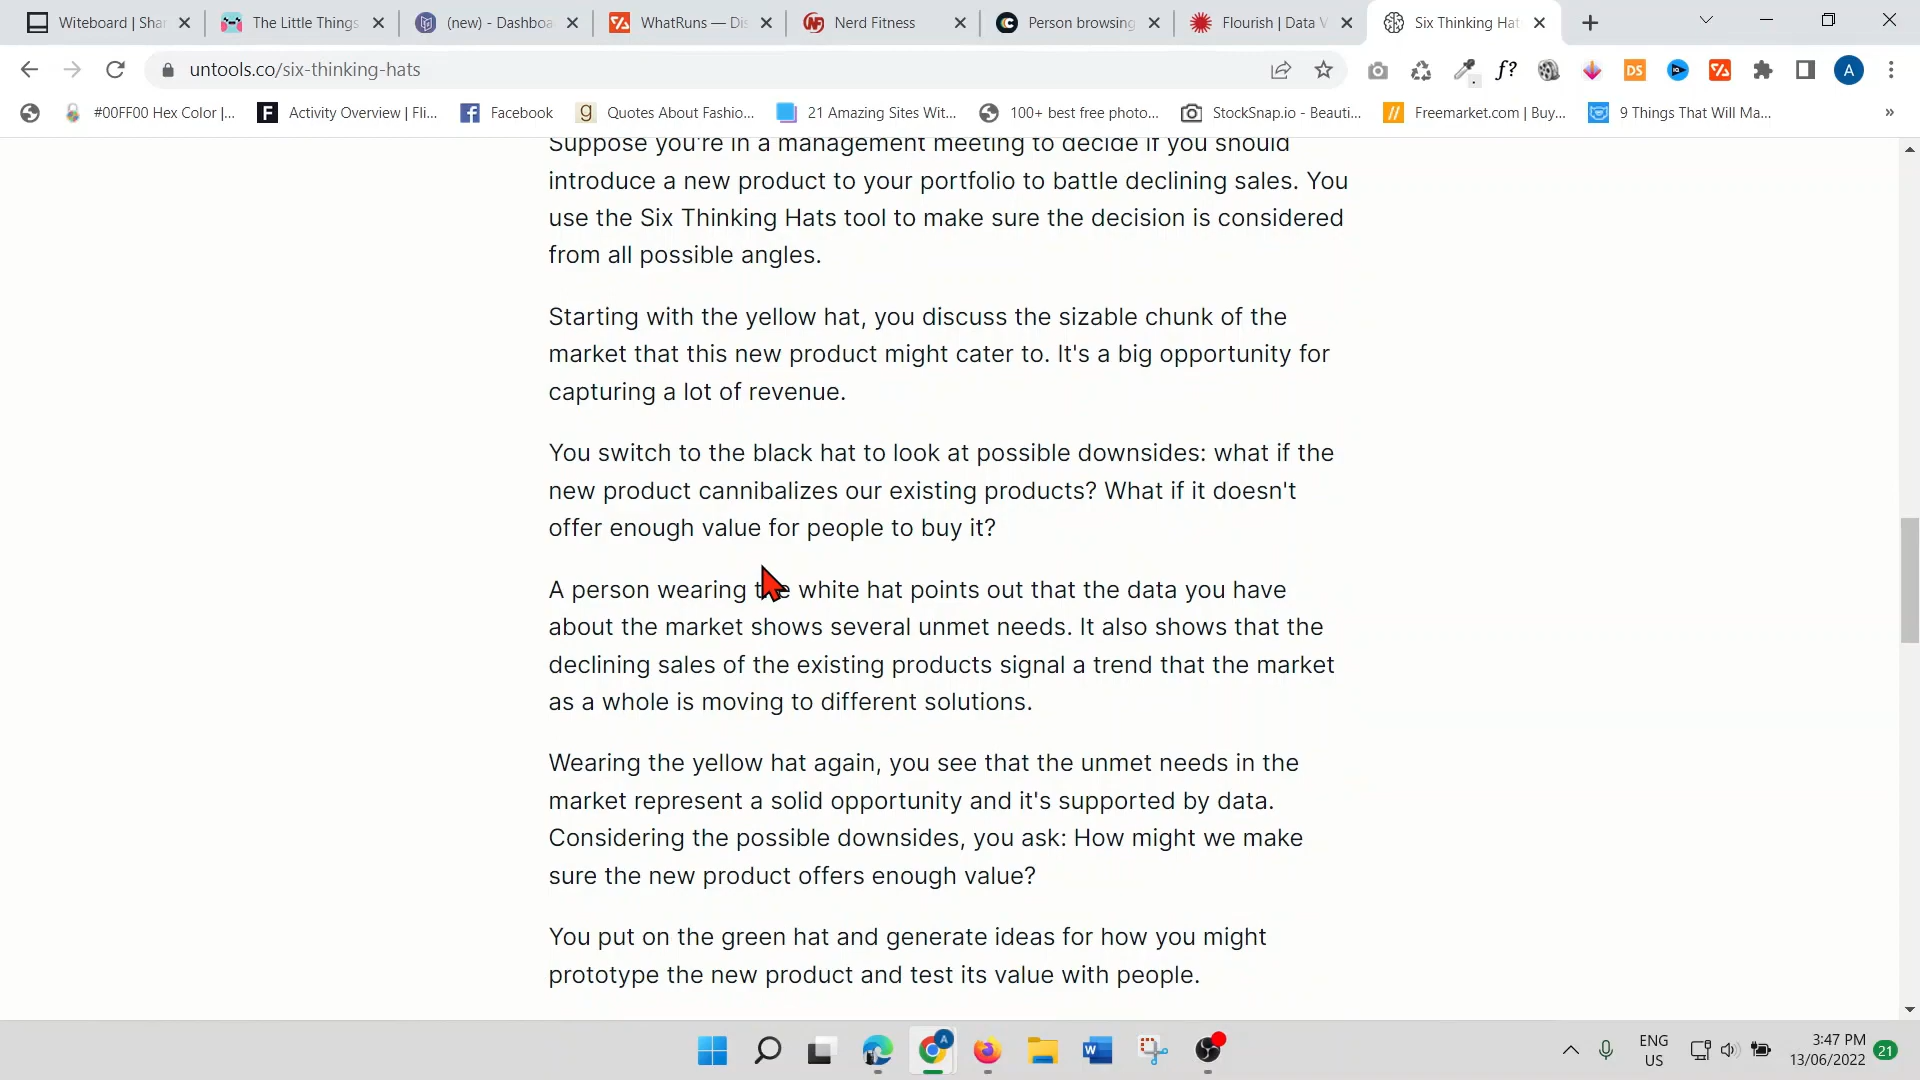 Witeboard | Shar
The Little Things
(new) - Dashboa
WhatRuns — Dis
Nerd Fitness
Person browsing
Flourish | Data V
Six Thinking Hat
untools.co/six-thinking-hats
f?
DS
A
#00FF00 Hex Color |...
F
Activity Overview | Fli...
Facebook
g
Quotes About Fashio...
21 Amazing Sites Wit...
100+ best free photo...
StockSnap.io - Beauti...
Freemarket.com | Buy...
9 Things That Will Ma...
»
Suppose you're in a management meeting to decide if you should
introduce a new product to your portfolio to battle declining sales. You
use the Six Thinking Hats tool to make sure the decision is considered
from all possible angles.
Starting with the yellow hat, you discuss the sizable chunk of the
market that this new product might cater to. It's a big opportunity for
capturing a lot of revenue.
You switch to the black hat to look at possible downsides: what if the
new product cannibalizes our existing products? What if it doesn't
offer enough value for people to buy it?
A person wearing the white hat points out that the data you have
about the market shows several unmet needs. It also shows that the
declining sales of the existing products signal a trend that the market
as a whole is moving to different solutions.
Wearing the yellow hat again, you see that the unmet needs in the
market represent a solid opportunity and it's supported by data.
Considering the possible downsides, you ask: How might we make
sure the new product offers enough value?
You put on the green hat and generate ideas for how you might
prototype the new product and test its value with people.
A
W
ENG
US
3:47 PM
13/06/2022
21